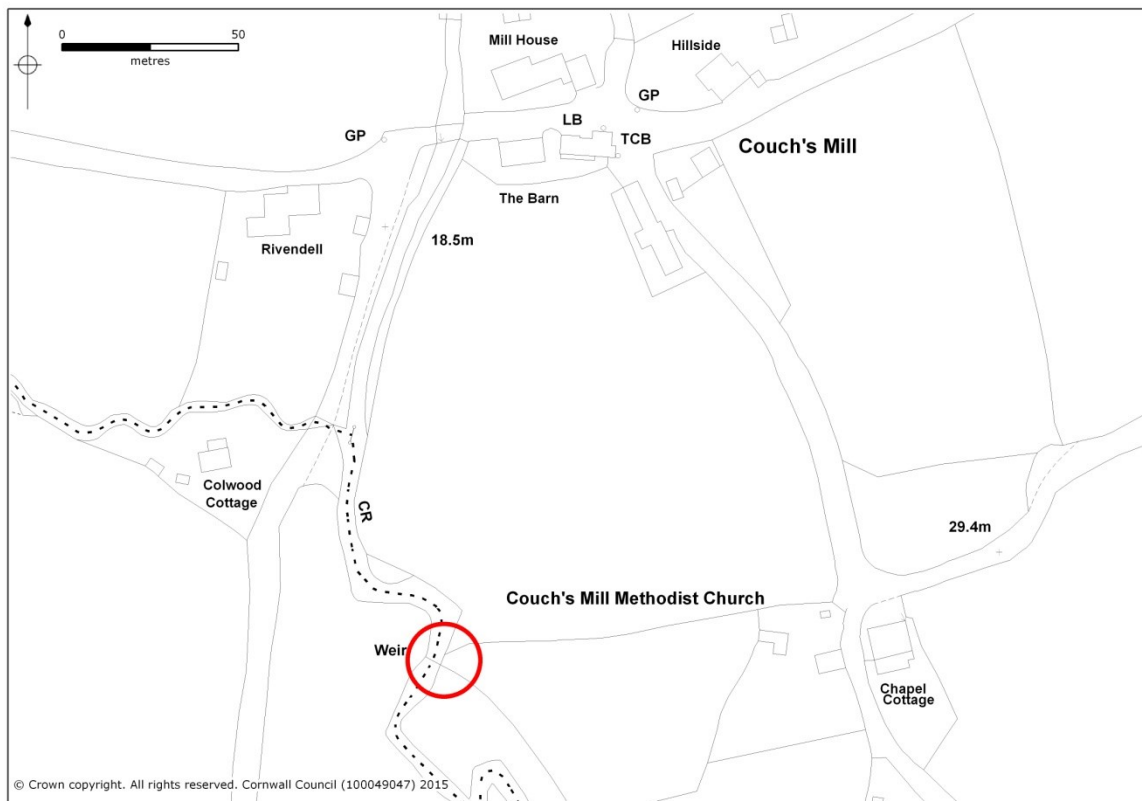 0 50
metres
Mill House
Hillside
GP
LB
TCB
GP
Couch's Mill
The Barn
18.5m
Rivendell
Colwood
Cottage
CR
29.4m
Couch's Mill Methodist Church
Weir
Chapel
Cottage
© Crown copyright. All rights reserved. Cornwall Council (100049047) 2015